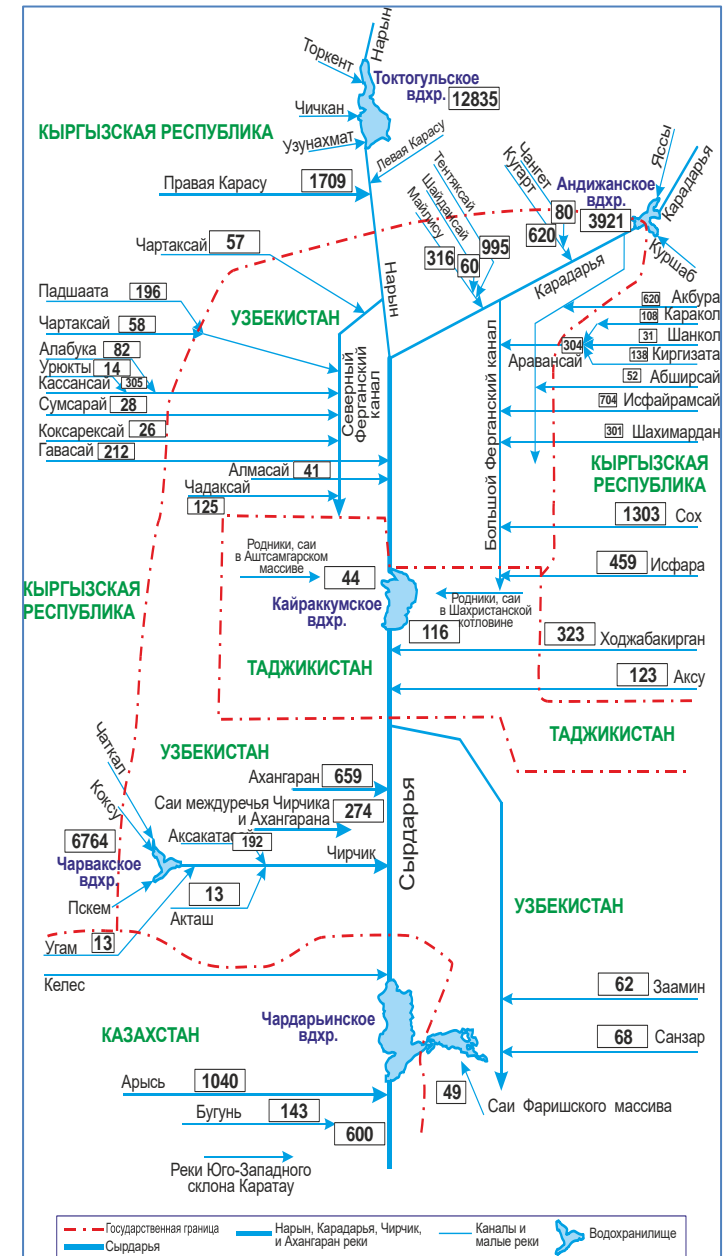 Нарын
Торкент
Токтогульское
вдхр. 12835
Чичкан
КЫРГЫЗСКАЯ РЕСПУБЛИКА
Узунахмат
Левая Карасу
Правая Карасу 1709
Тентяксай
Шайдансай
Майлису
995
60
316
Чангет
Кугарт
80
620
Андижанское
вдхр. 3921
Яссы
Карадарья
Куршаб
Чартаксай 57
Нарын
Карадарья
Падшаата 196
УЗБЕКИСТАН
Чартаксай 58
Алабука 82
Урюкты 14
Кассансай 305
Сумсарай 28
Коксарексай 26
Гавасай 212
Алмасай 41
Чадаксай
125
Северный
Ферганский
канал
Большой Ферганский канал
620 Акбура
108 Каракол
31 Шанкол
304
Аравансай
138 Киргизата
52 Абширсай
704 Исфайрамсай
301 Шахимардан
КЫРГЫЗСКАЯ
РЕСПУБЛИКА
1303 Сох
459 Исфара
Родники, саи
в Аштсамгарском
массиве
44
КЫРГЫЗСКАЯ
РЕСПУБЛИКА
Кайраккумское
вдхр.
Родники, саи
в Шахристанской
котловине
116
323 Ходжабакирган
ТАДЖИКИСТАН
123 Аксу
ТАДЖИКИСТАН
УЗБЕКИСТАН
Чаткал
Коксу
Ахангаран 659
Саи междуречья Чирчика
и Ахангарана 274
Сырдарья
6764
Чарвакское
вдхр.
192
Чирчик
Пскем
13
Акташ
УЗБЕКИСТАН
Угам 13
Келес
62 Заамин
КАЗАХСТАН
Чардарьинское
вдхр.
68 Санзар
Арысь 1040
49
Саи Фаришского массива
Бугунь 143
600
Реки Юго-Западного
склона Каратау
Государственная граница
Сырдарья
Нарын, Карадарья, Чирчик,
и Ахангаран реки
Каналы и
малые реки
Водохранилище